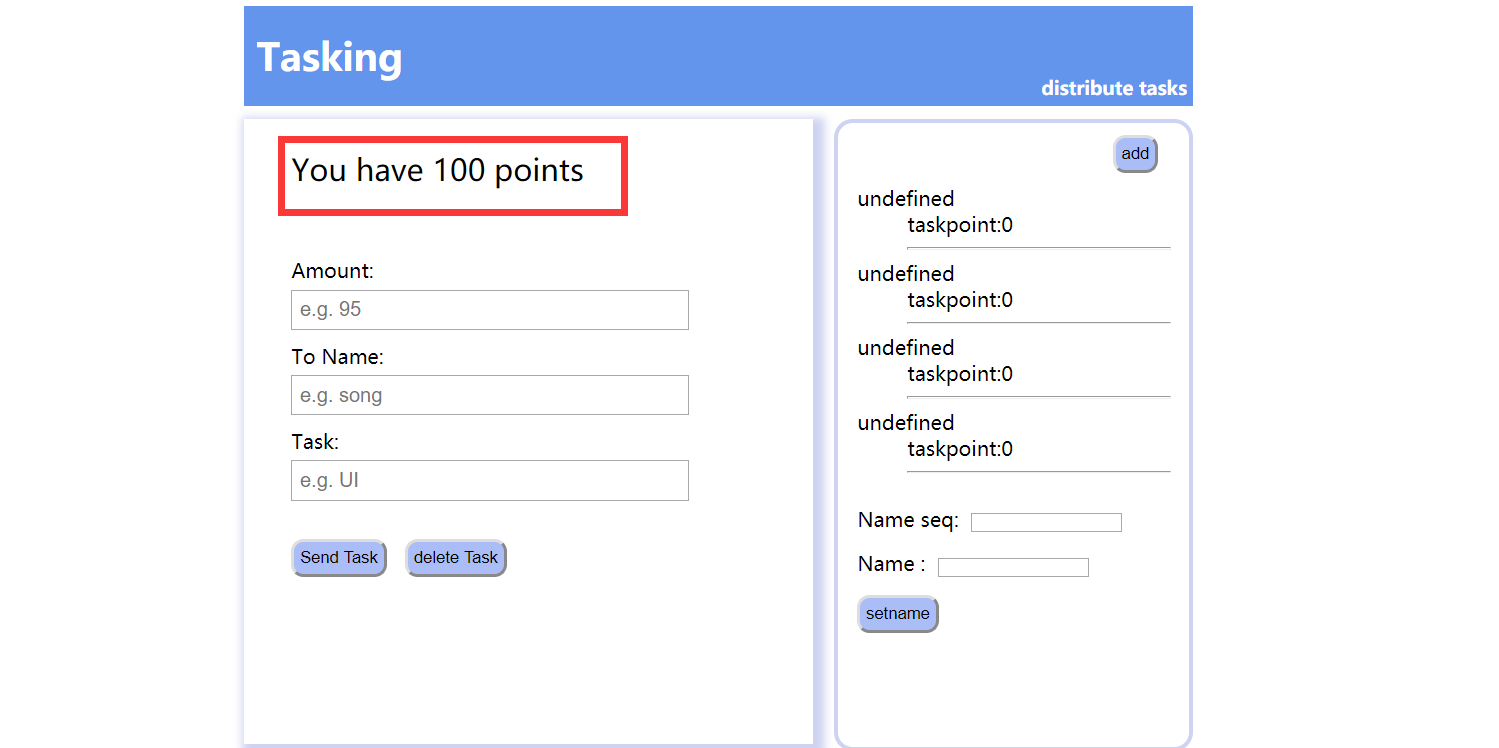 Tasking
distribute tasks
You have 100 points
Amount:
e.g. 95
To Name:
e.g. song
Task:
e.g. UI
Send Task
delete Task
add
undefined
taskpoint:0
undefined
taskpoint:0
undefined
taskpoint:0
undefined
taskpoint:0
Name seq:
Name :
setname